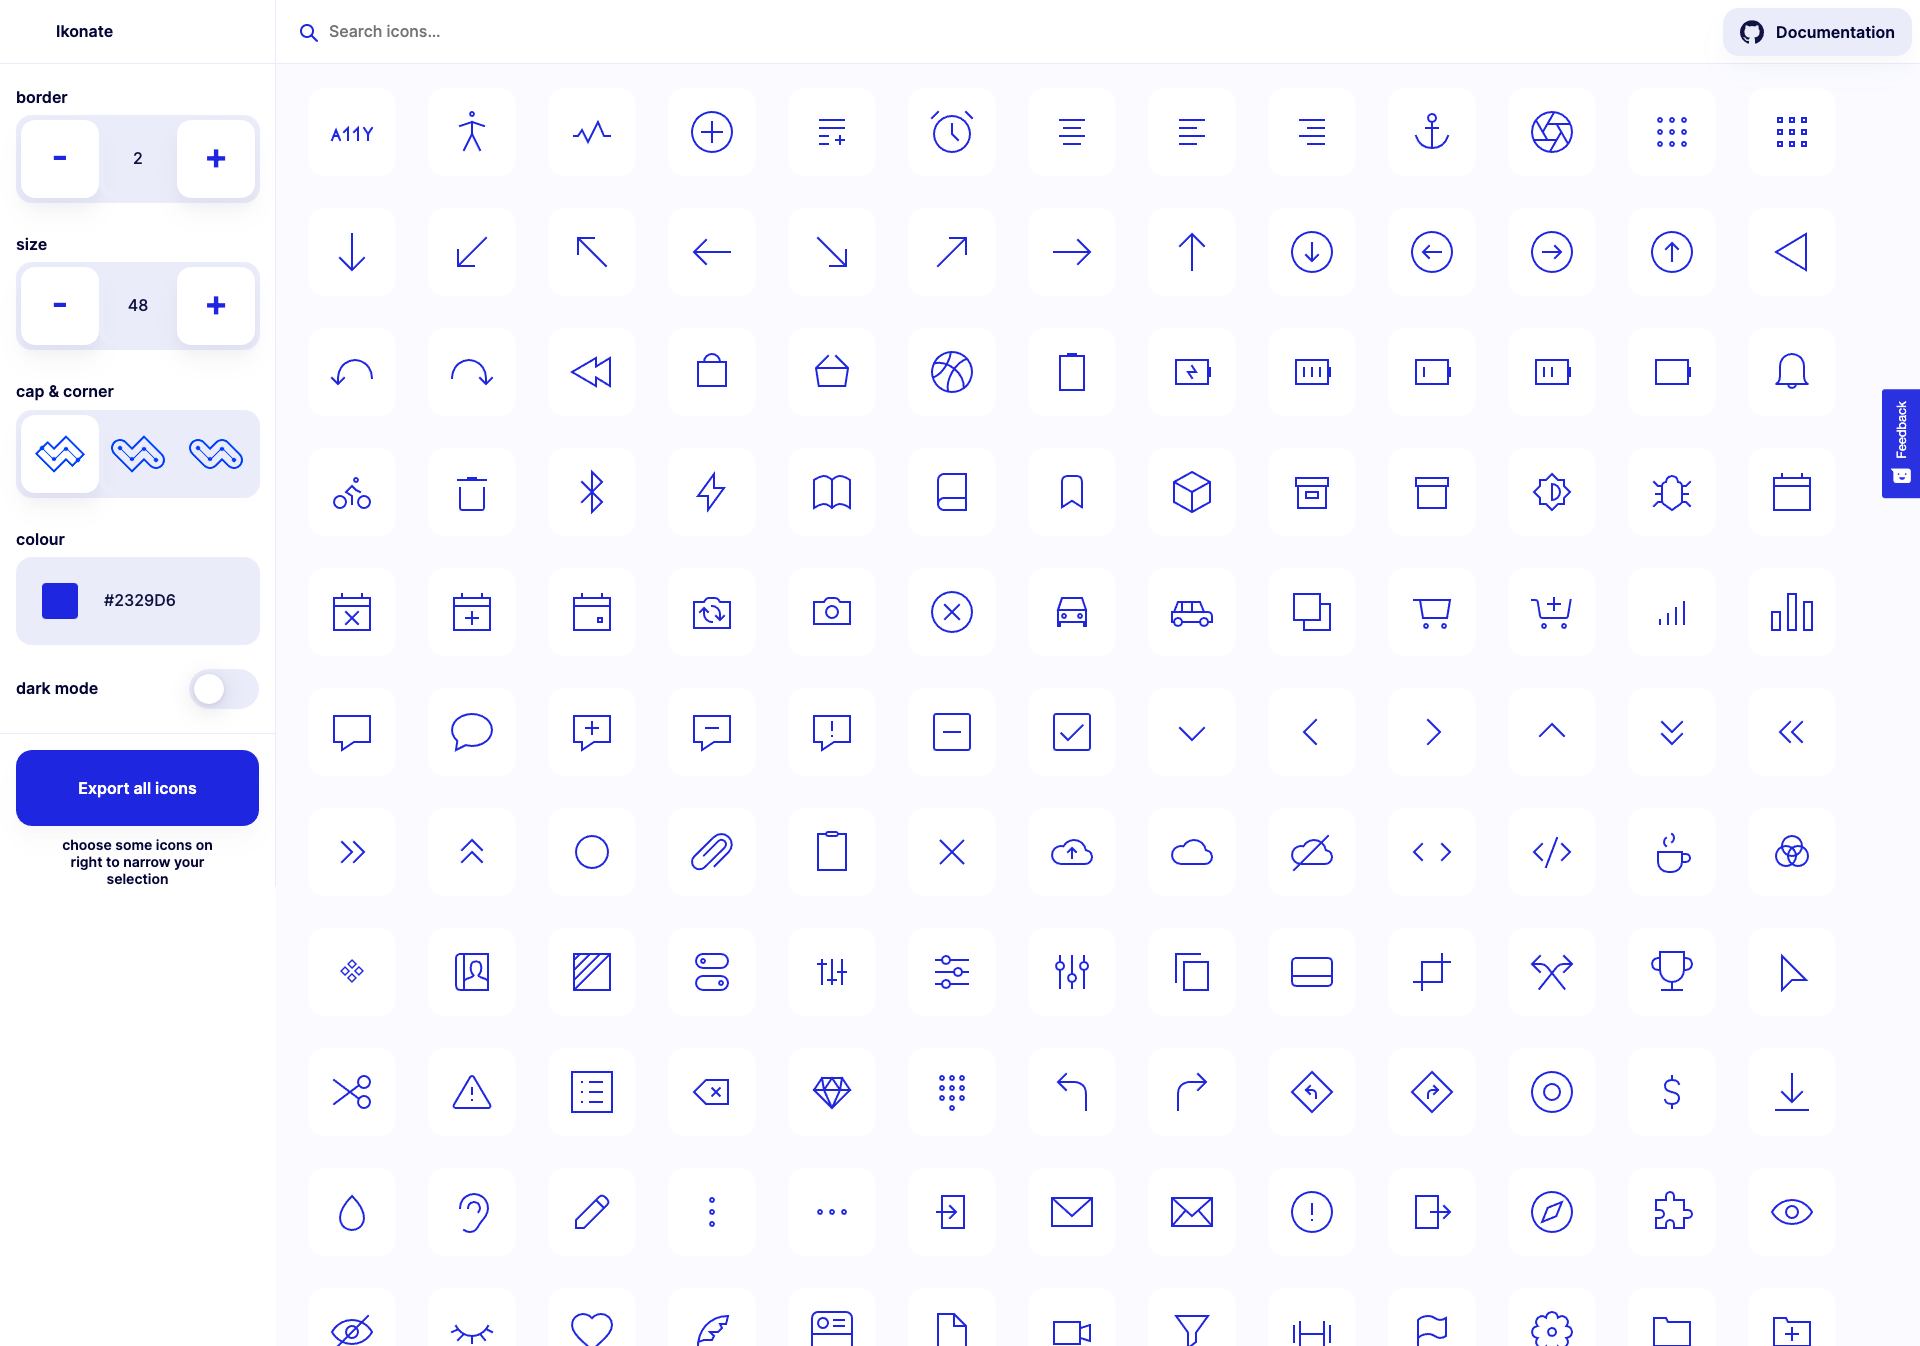 Ikonate
Search icons...
Documentation
border
-
2
+
size
-
48
+
cap & corner
colour
#2329D6
dark mode
Export all icons
choose some icons on
right to narrow your
selection
A11Y
Feedback